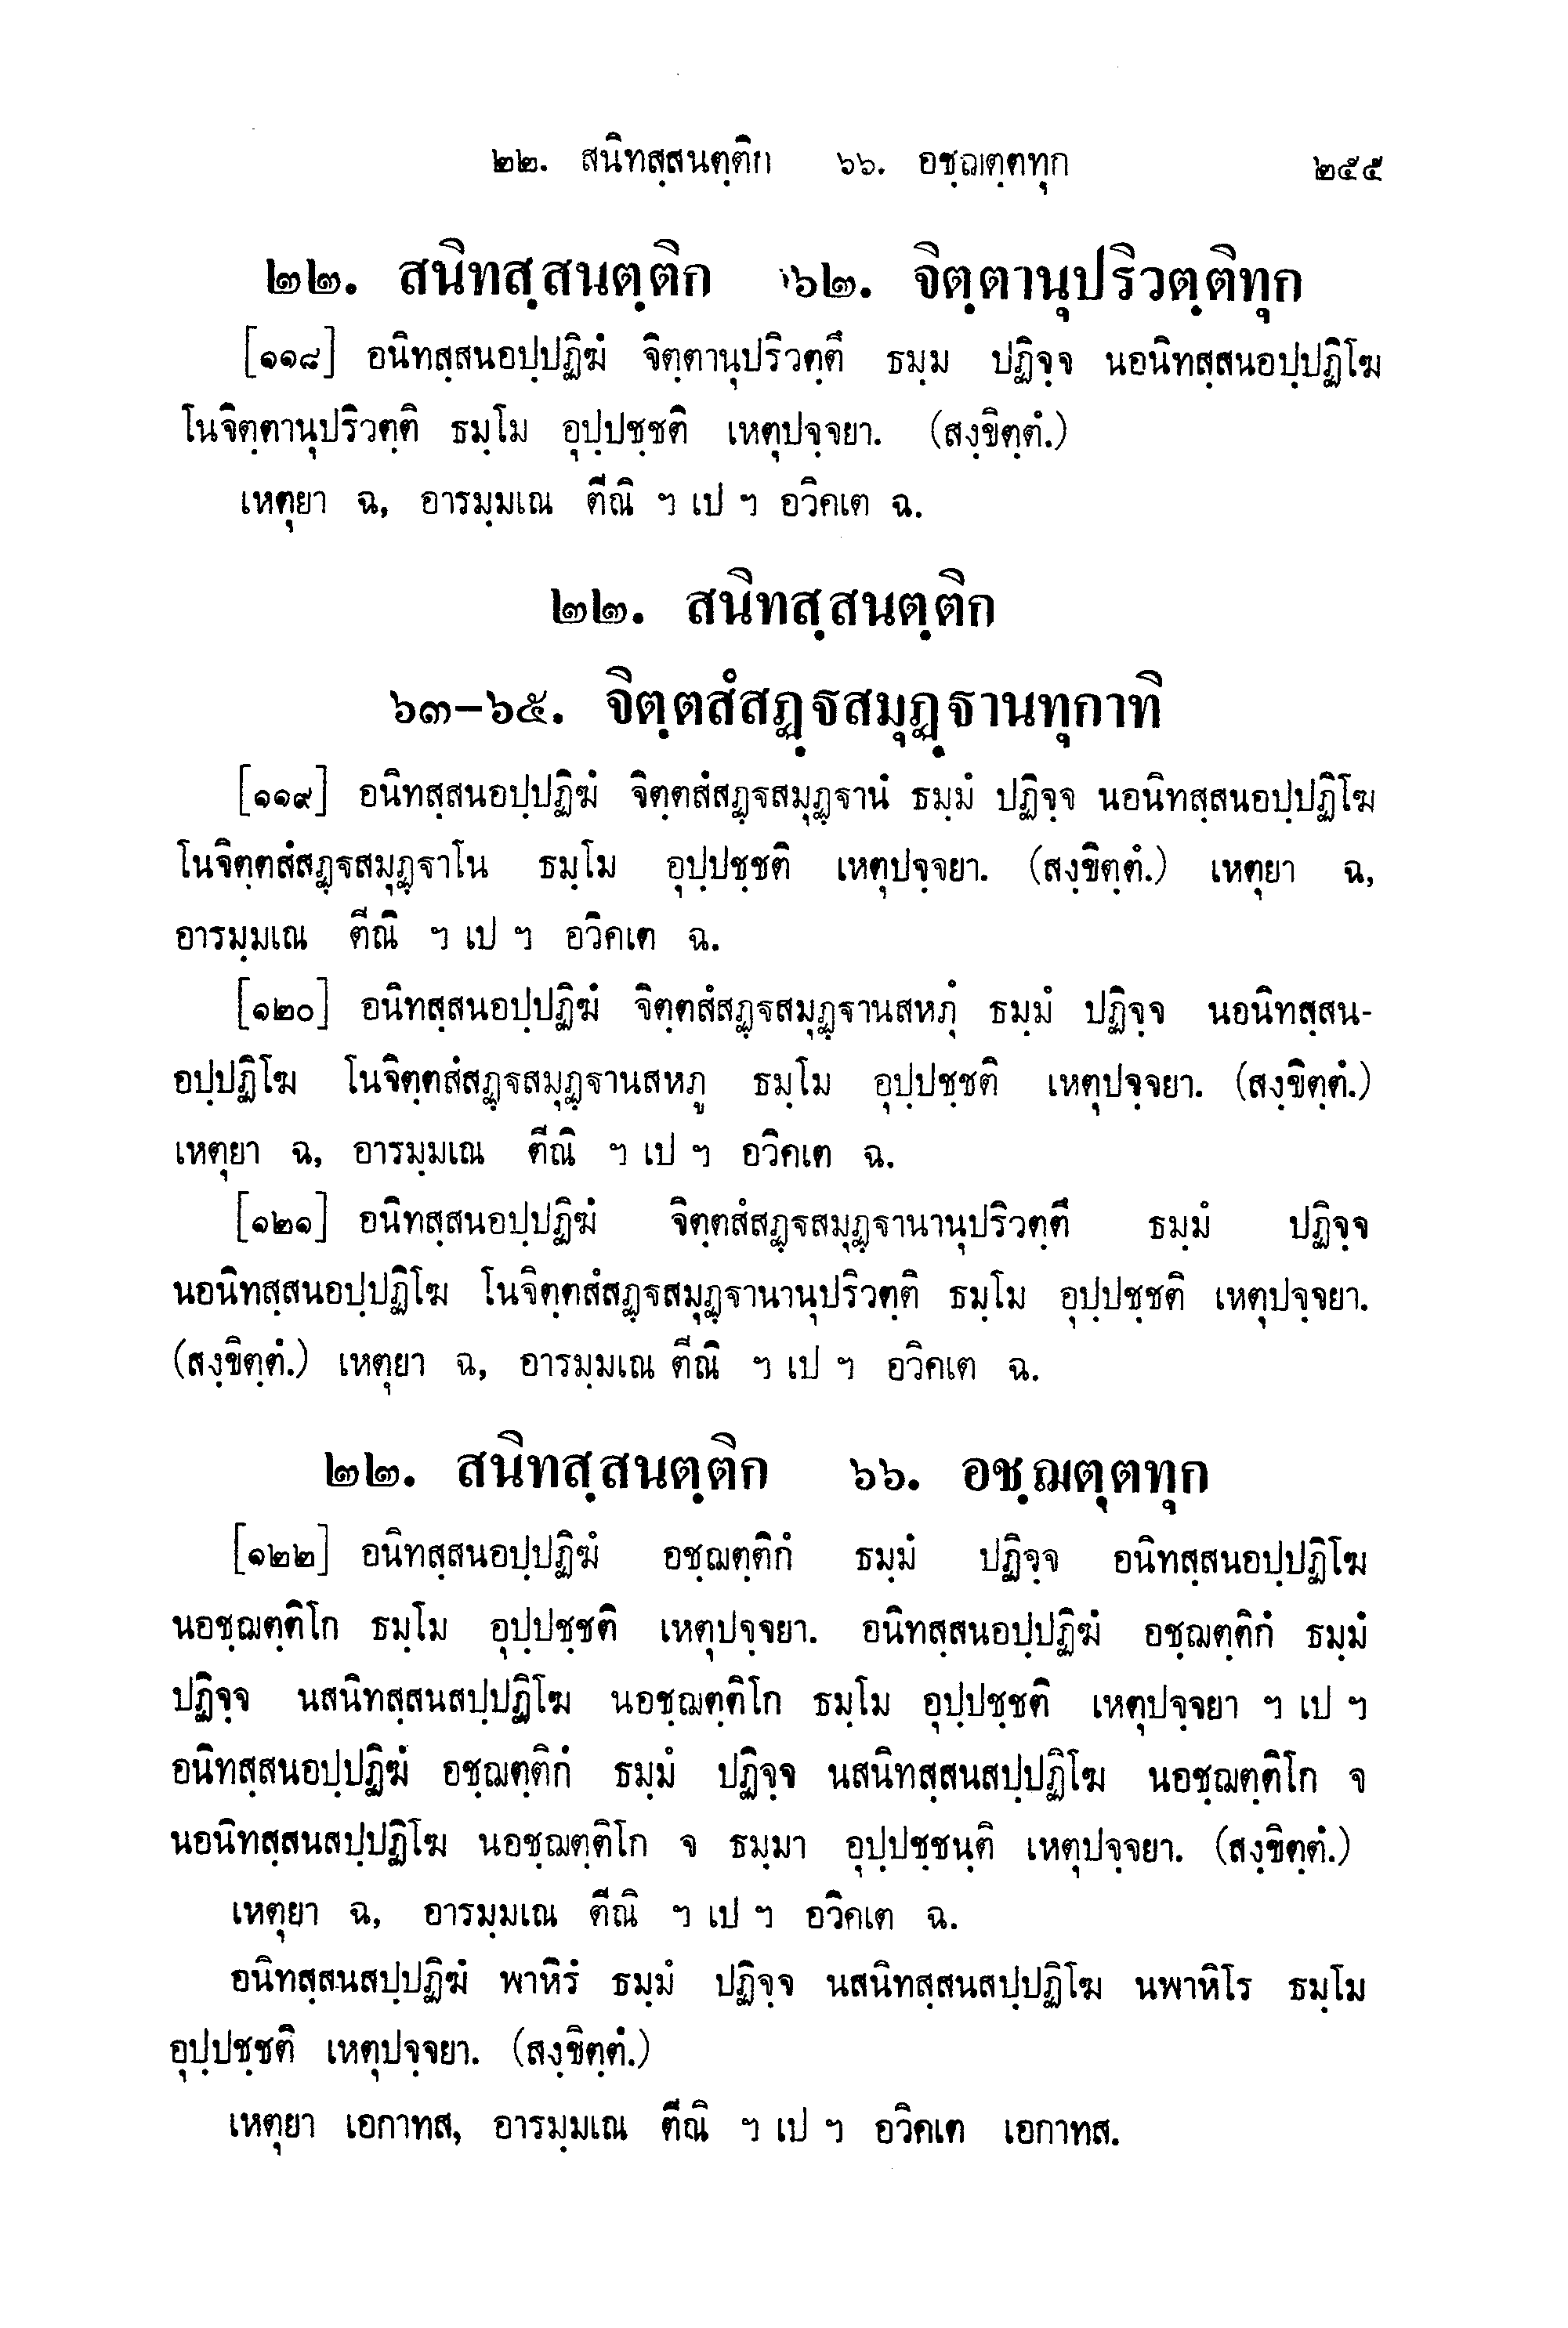 ๒๒. สนิทสฺสนตฺติก ๖๖. อชฺฌเตฺตทุก ๒๕๕
๒๒. สนิทสฺสนตฺติก ๖๒. จิตฺตานุปริวตฺติทุก
[๑๑๘] อนิทสฺสนอปฺปฏิฆํ จิตฺตานุปริวตฺตึ ธมฺม ปฏิจฺจ นอนิทสฺสนอปฺปฏิโฆ
โนจิตฺตานุปริวตฺติ ธมฺโม อุปฺปชฺชติ เหตุปจฺจยา. (สงฺขิตฺตํ.)
เหตุยา ฉ, อารมฺมเณ ตีณิ ฯ เป ฯ อวิคเต ฉ.
๒๒. สนิทสฺสนตฺติก
๖๓–๖๕. จิตฺตสํสฏฺฐสมุฏฺฐานทุกาทิ
[๑๑๙] อนิทสฺสนอปฺปฏิฆํ จิตฺตสํสฏฺฐสมุฏฺฐานํ ธมฺมํ ปฏิจฺจ นอนิทสฺสนอปฺปฏิโฆ
โนจิตฺตสํสฏฺฐสมุฏฺฐาโน ธมฺโม อุปฺปชฺชติ เหตุปจฺจยา. (สงฺขิตฺตํ.) เหตุยา ฉ,
อารมฺมเณ ตีณิ ฯ เป ฯ อวิคเต ฉ.
[๑๒๐] อนิทสฺสนอปฺปฏิฆํ จิตฺตสํสฏฺฐสมุฏฺฐานสหภุํ ธมฺมํ ปฏิจฺจ นอนิทสฺสน-
อปฺปฏิโฆ โนจิตฺตสํสฏฺฐสมุฏฺฐานสหภู ธมฺโม อุปฺปชฺชติ เหตุปจฺจยา. (สงฺขิตฺตํ.)
เหตุยา ฉ, อารมฺมเณ ตีณิ ฯ เป ฯ อวิคเต ฉ.
[๑๒๑] อนิทสฺสนอปฺปฏิฆํ จิตฺตสํสฏฺฐสมุฏฺฐานานุปริวตฺตึ ธมฺมํ ปฏิจฺจ
นอนิทสฺสนอปฺปฏิโฆ โนจิตฺตสํสฏฺฐสมุฏฺฐานานุปริวตฺติ ธมฺโม อุปฺปชฺชติ เหตุปจฺจยา.
(สงฺขิตฺตํ.) เหตุยา ฉ, อารมฺมเณ ตีณิ ฯ เป ฯ อวิคเต ฉ.
๒๒. สนิทสฺสนตฺติก ๖๖. อชฺฌตุตทุก
[๑๒๒] อนิทสฺสนอปฺปฏิฆํ อชฺฌตฺติกํ ธมฺมํ ปฏิจฺจ อนิทสฺสนอปฺปฏิโฆ
นอชฺฌตฺติโก ธมฺโม อุปฺปชฺชติ เหตุปจฺจยา. อนิทสฺสนอปฺปฏิฆํ อชฺฌตฺติกํ ธมฺมํ
ปฏิจฺจ นสนิทสฺสนสปฺปฏิโฆ นอชฺฌตฺติโก ธมฺโม อุปฺปชฺชติ เหตุปจฺจยา ฯ เป ฯ
อนิทสฺสนอปฺปฏิฆํ อชฺฌตฺติกํ ธมฺมํ ปฏิจฺจ นสนิทสฺสนสปฺปฏิโฆ นอชฺฌตฺติโก จ
นอนิทสฺสนสปฺปฏิโฆ นอชฺฌตฺติโก จ ธมฺมา อุปฺปชฺชนฺติ เหตุปจฺจยา. (สงฺขิตฺตํ.)
เหตุยา ฉ, อารมฺมเณ ตีณิ ฯ เป ฯ อวิคเต ฉ.
อนิทสฺสนสปฺปฏิฆํ พาหิรํ ธมฺมํ ปฏิจฺจ นสนิทสฺสนสปฺปฏิโฆ นพาหิโร ธมฺโม
อุปฺปชฺชติ เหตุปจฺจยา. (สงฺขิตฺตํ.)
เหตุยา เอกาทส, อารมฺมเณ ตีณิ ฯ เป ฯ อวิคเต เอกาทส.